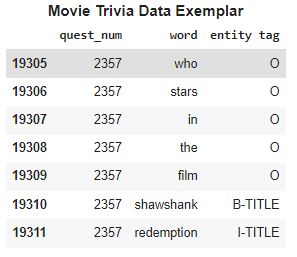 Movie Trivia Data Exemplar
quest_num word entity tag
19305 2357 who O
19306 2357 stars O
19307 2357 in O
19308 2357 the O
19309 2357 film O
19310 2357 shawshank B-TITLE
19311 2357 redemption I-TITLE